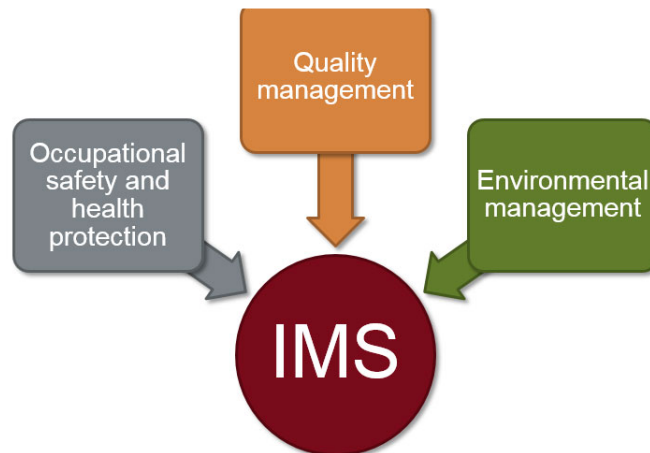 Quality
management
Occupational
safety and
health
protection
Environmental
management
IMS